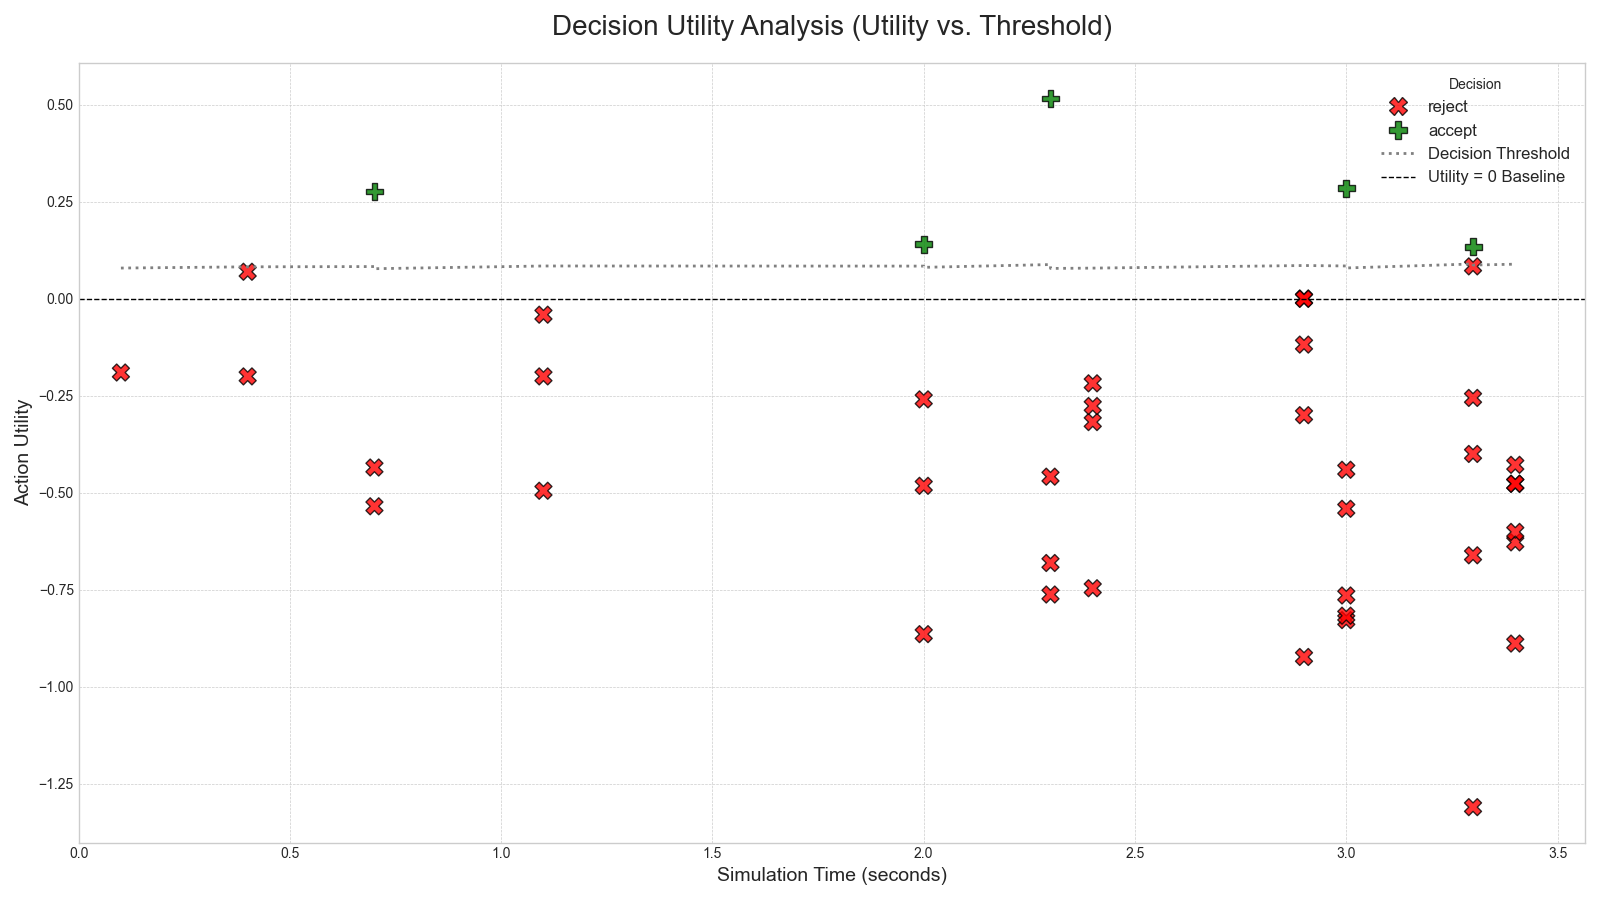 Decision Utility Analysis (Utility vs. Threshold)
Decision
reject
accept
Decision Threshold
Utility = 0 Baseline
Action Utility
0.50
0.25
0.00
−0.25
−0.50
−0.75
−1.00
−1.25
0.0 0.5 1.0 1.5 2.0 2.5 3.0 3.5
Simulation Time (seconds)